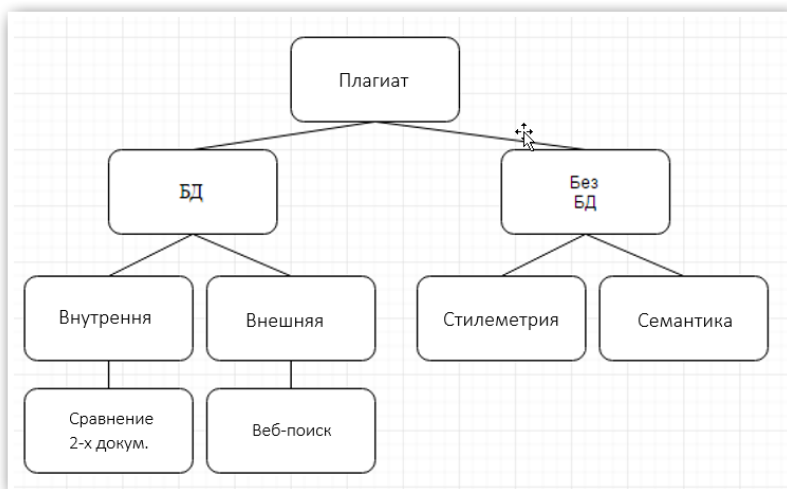 Плагиат
БД
Без
БД
Внутрення
Внешняя
Стилеметрия
Семантика
Сравнение
2-х докум.
Веб-поиск